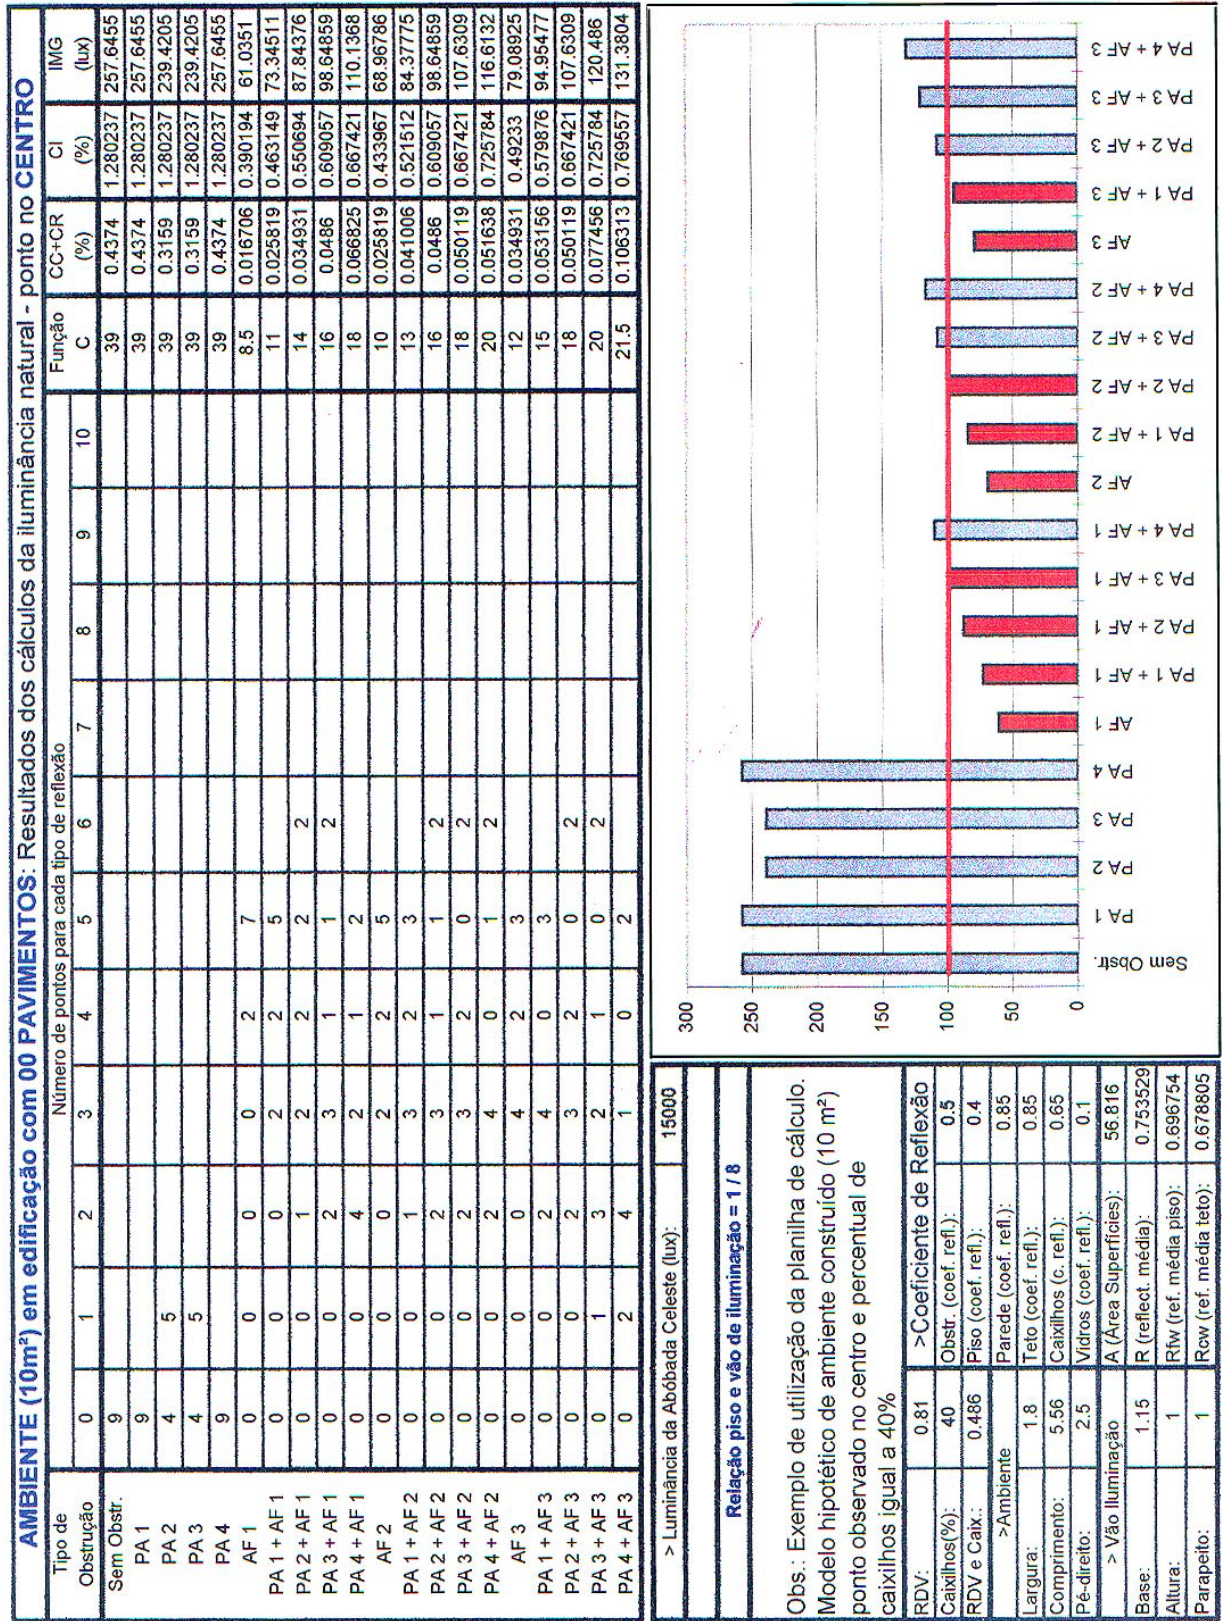 AMBIENTE (10m²) em edificação com 00 PAVIMENTOS: Resultados dos cálculos da iluminância natural - ponto no CENTRO
Tipo de Número de pontos para cada tipo de reflexão Função CC+CR CI IMG
Obstrução 0 1 2 3 4 5 6 7 8 9 10 C (%) (%) (lux)
Sem Obstr. 9 39 0.4374 1.280237 257.6455
PA 1 9 39 0.4374 1.280237 257.6455
PA 2 4 5 39 0.3159 1.280237 239.4205
PA 3 4 5 39 0.3159 1.280237 239.4205
PA 4 9 39 0.4374 1.280237 257.6455
AF 1 0 0 0 0 2 7 8.5 0.016706 0.390194 61.0351
PA 1 + AF 1 0 0 0 2 2 5 11 0.025819 0.463149 73.34511
PA 2 + AF 1 0 0 1 2 2 2 2 14 0.034931 0.550694 87.84376
PA 3 + AF 1 0 0 2 3 1 1 2 16 0.0486 0.609057 98.64859
PA 4 + AF 1 0 0 4 2 1 2 18 0.066825 0.667421 110.1368
AF 2 0 0 0 2 2 5 10 0.025819 0.433967 68.96786
PA 1 + AF 2 0 0 1 3 2 3 13 0.041006 0.521512 84.37775
PA 2 + AF 2 0 0 2 3 1 1 2 16 0.0486 0.609057 98.64859
PA 3 + AF 2 0 0 2 3 2 0 2 18 0.050119 0.667421 107.6309
PA 4 + AF 2 0 0 2 4 0 1 2 20 0.051638 0.725784 116.6132
AF 3 0 0 0 4 2 3 12 0.034931 0.49233 79.08925
PA 1 + AF 3 0 0 2 4 0 3 15 0.053156 0.579876 94.95477
PA 2 + AF 3 0 0 2 3 2 0 2 18 0.050119 0.667421 107.6309
PA 3 + AF 3 0 1 3 2 1 0 2 20 0.077456 0.725784 120.486
PA 4 + AF 3 0 2 4 1 0 2 21.5 0.106313 0.769557 131.3804
> Luminância da Abóbada Celeste (lux): 15000
Relação piso e vão de iluminação = 1 / 8
Obs.: Exemplo de utilização da planilha de cálculo.
Modelo hipotético de ambiente construído (10 m²)
ponto observado no centro e percentual de
caixilhos igual a 40%
RDV: 0.81 >Coeficiente de Reflexão
Caixilhos(%): 40 Obstr. (coef. refl.): 0.5
RDV e Caix.: 0.486 Piso (coef. refl.): 0.4
>Ambiente Parede (coef. refl.): 0.85
Largura: 1.8 Teto (coef. refl.): 0.85
Comprimento: 5.56 Caixilhos (c. refl.): 0.65
Pé-direito: 2.5 Vidros (coef. refl.): 0.1
> Vão Iluminação A (Área Superfícies): 56.816
Base: 1.15 R (reflect. média): 0.753529
Altura: 1 Rfw (ref. média piso): 0.696754
Parapeito: 1 Rcw (ref. média teto): 0.678805
300
250
200
150
100
50
0
Sem Obstr.
PA 1
PA 2
PA 3
PA 4
AF 1
PA 1 + AF 1
PA 2 + AF 1
PA 3 + AF 1
PA 4 + AF 1
AF 2
PA 1 + AF 2
PA 2 + AF 2
PA 3 + AF 2
PA 4 + AF 2
AF 3
PA 1 + AF 3
PA 2 + AF 3
PA 3 + AF 3
PA 4 + AF 3